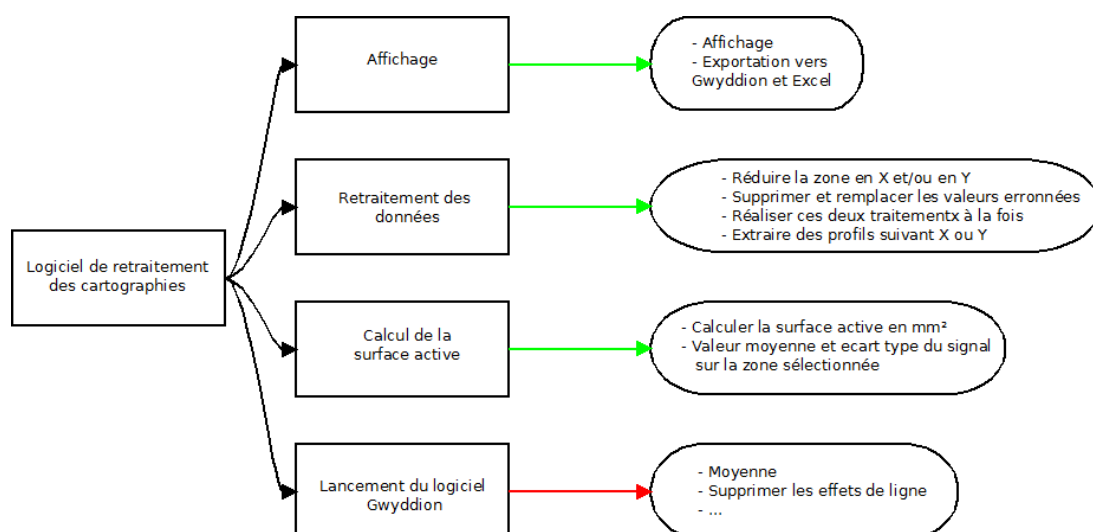 Logiciel de retraitement
des cartographies
Affichage
- Affichage
- Exportation vers
Gwyddion et Excel
Retraitement des
données
- Réduire la zone en X et/ou en Y
- Supprimer et remplacer les valeurs erronnées
- Réaliser ces deux traitementx à la fois
- Extraire des profils suivant X ou Y
Calcul de la
surface active
- Calculer la surface active en mm²
- Valeur moyenne et ecart type du signal
sur la zone sélectionnée
Lancement du logiciel
Gwyddion
- Moyenne
- Supprimer les effets de ligne
- ...